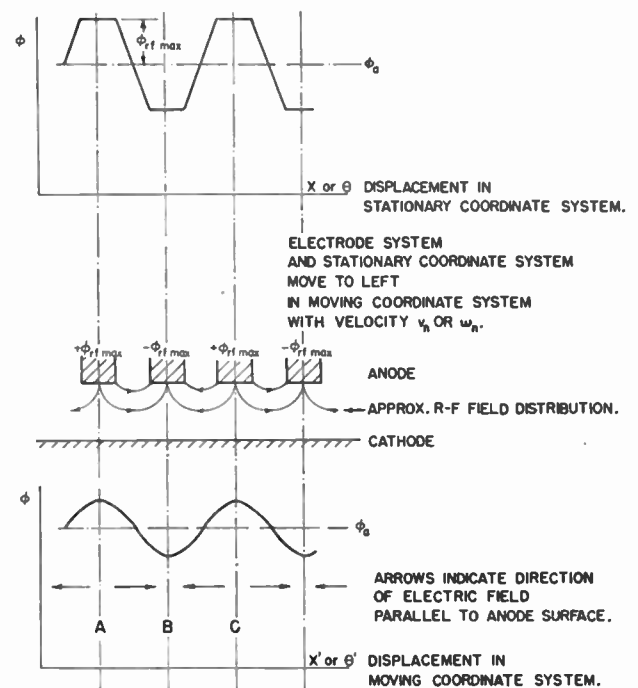 ϕ
ϕrf max
ϕa
X or θ DISPLACEMENT IN
STATIONARY COORDINATE SYSTEM.
ELECTRODE SYSTEM
AND STATIONARY COORDINATE SYSTEM
MOVE TO LEFT
IN MOVING COORDINATE SYSTEM
WITH VELOCITY vn OR ωn.
+ϕrf max -ϕrf max +ϕrf max -ϕrf max
ANODE
APPROX. R-F FIELD DISTRIBUTION.
CATHODE
ϕ
ϕa
ARROWS INDICATE DIRECTION
OF ELECTRIC FIELD
PARALLEL TO ANODE SURFACE.
A B C
X' or θ' DISPLACEMENT IN
MOVING COORDINATE SYSTEM.